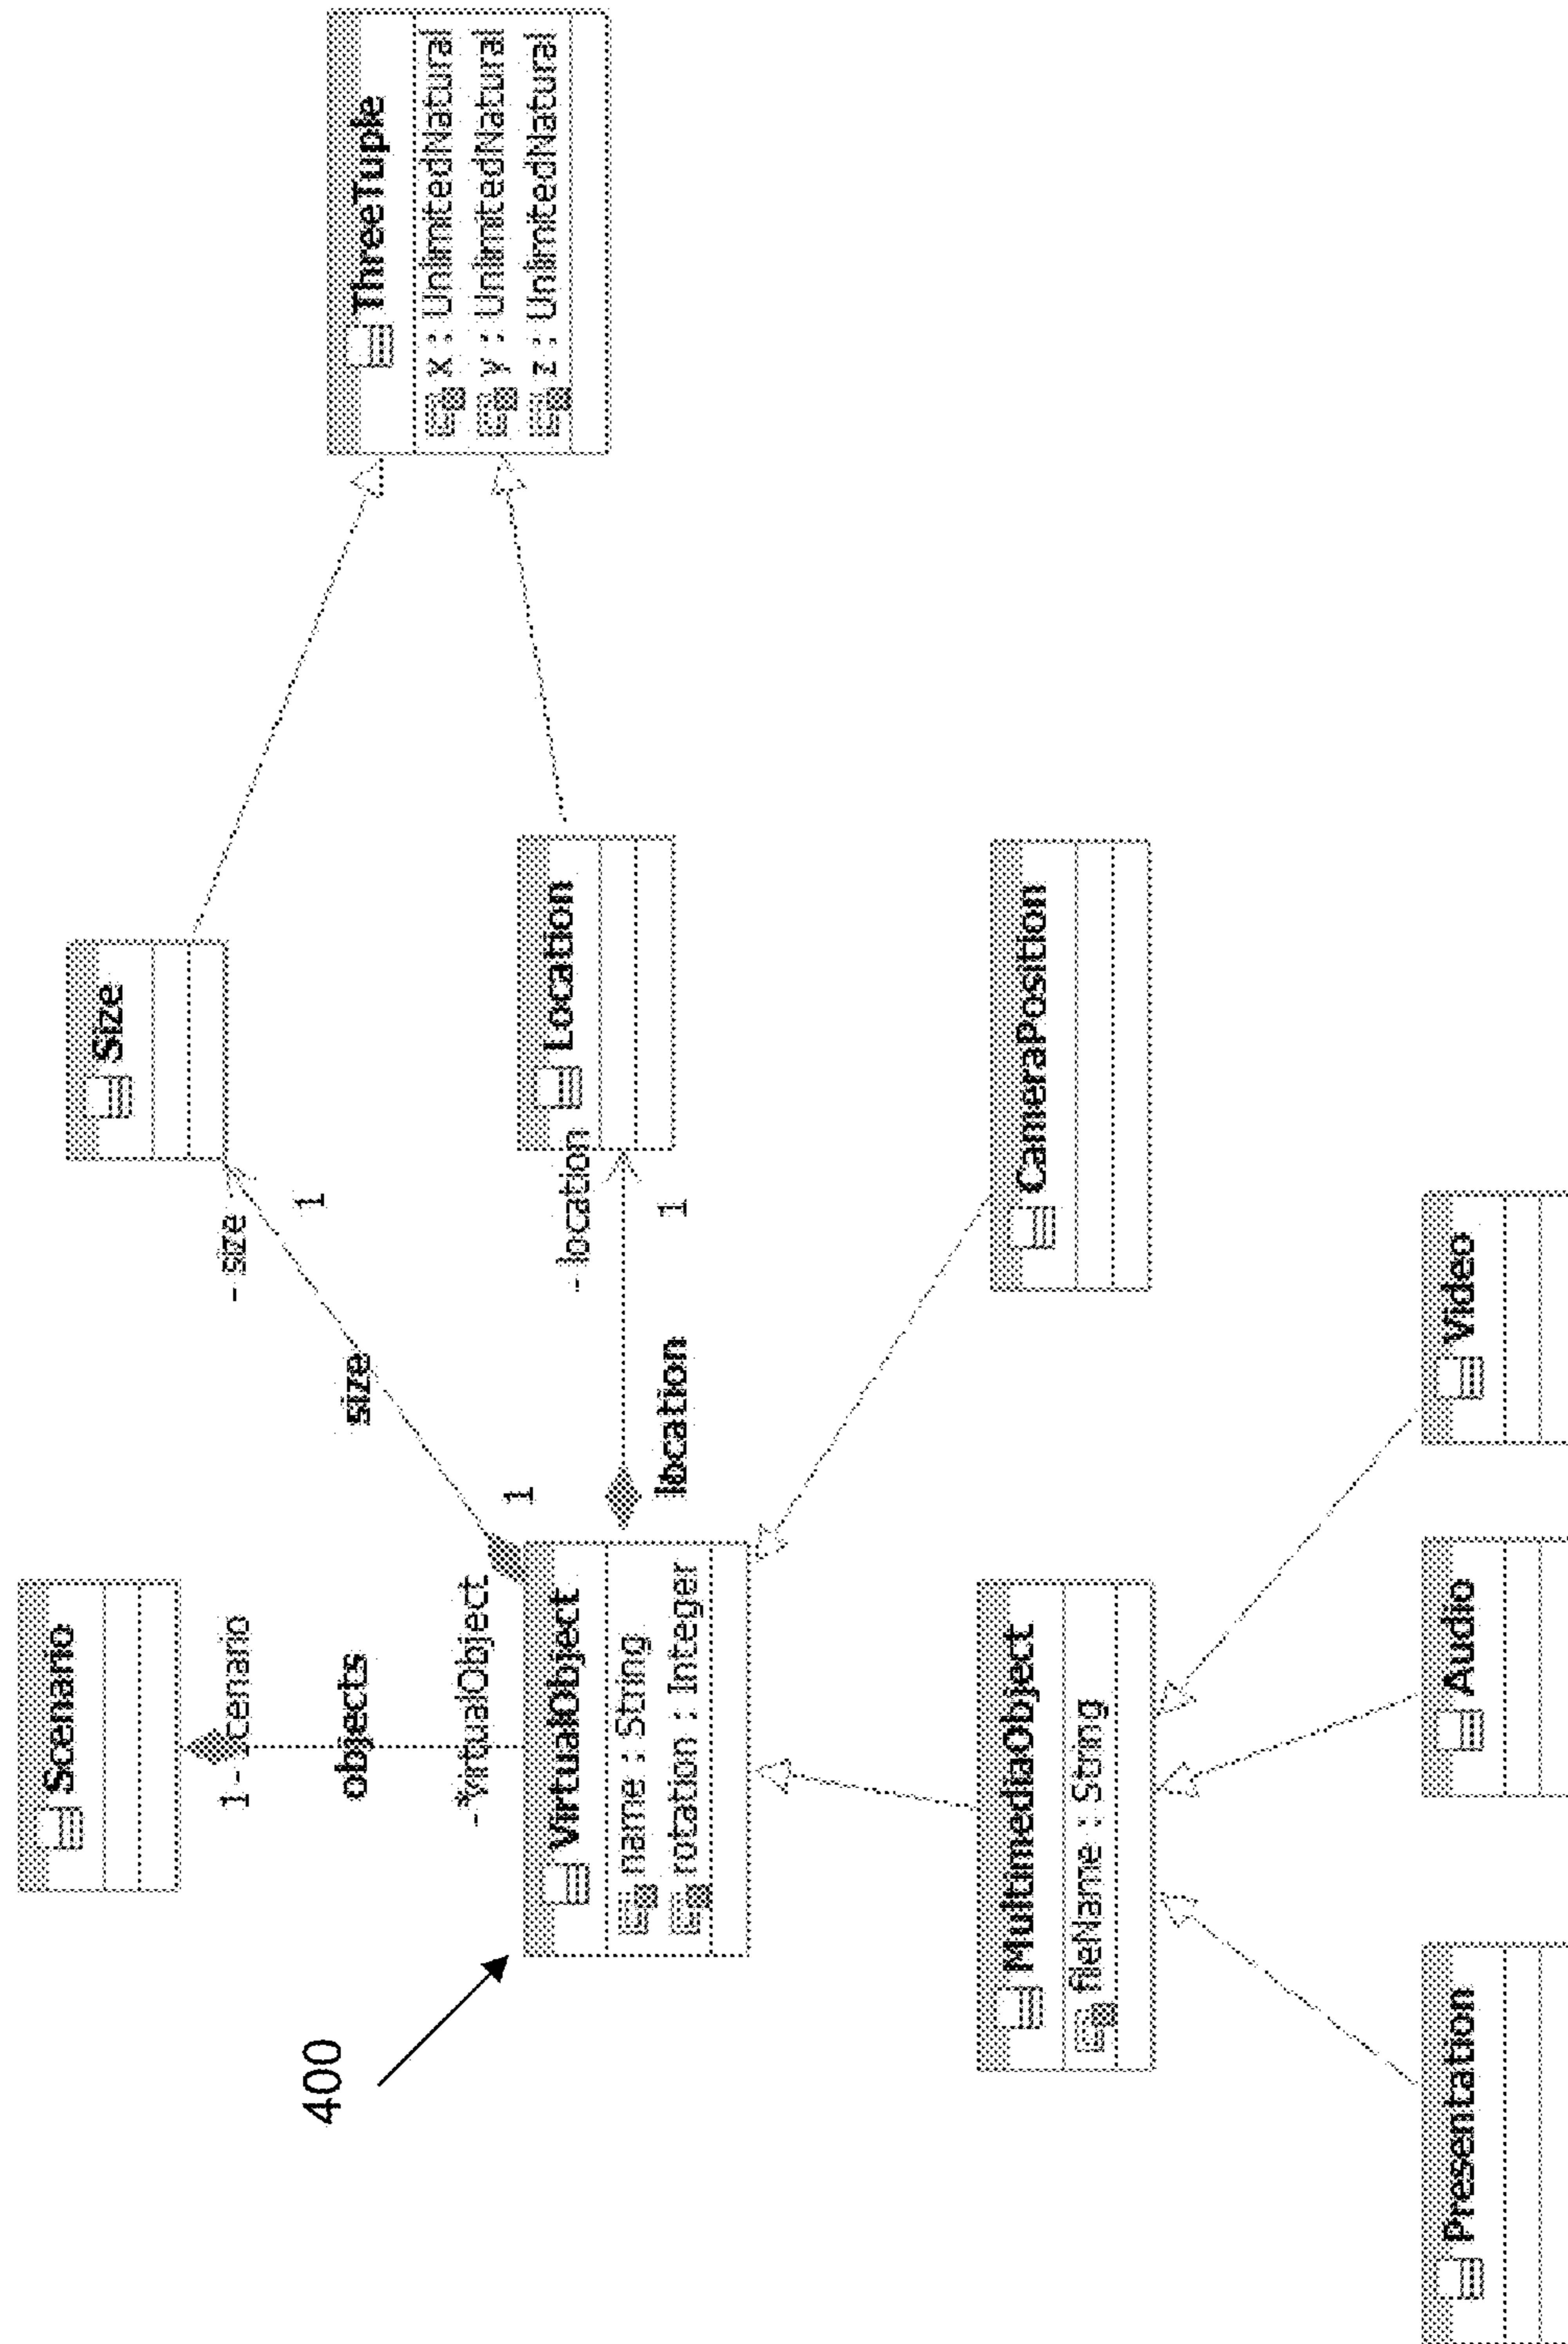 400
Scenario
1 - scenario
objects
-*virtualObject
VirtualObject
name : String
rotation : Integer
1
size
- size
1
Size
location
- location
1
Location
ThreeTuple
x : UnlimitedNatural
y : UnlimitedNatural
z : UnlimitedNatural
MultimediaObject
fileName : String
CameraPosition
Presentation
Audio
Video